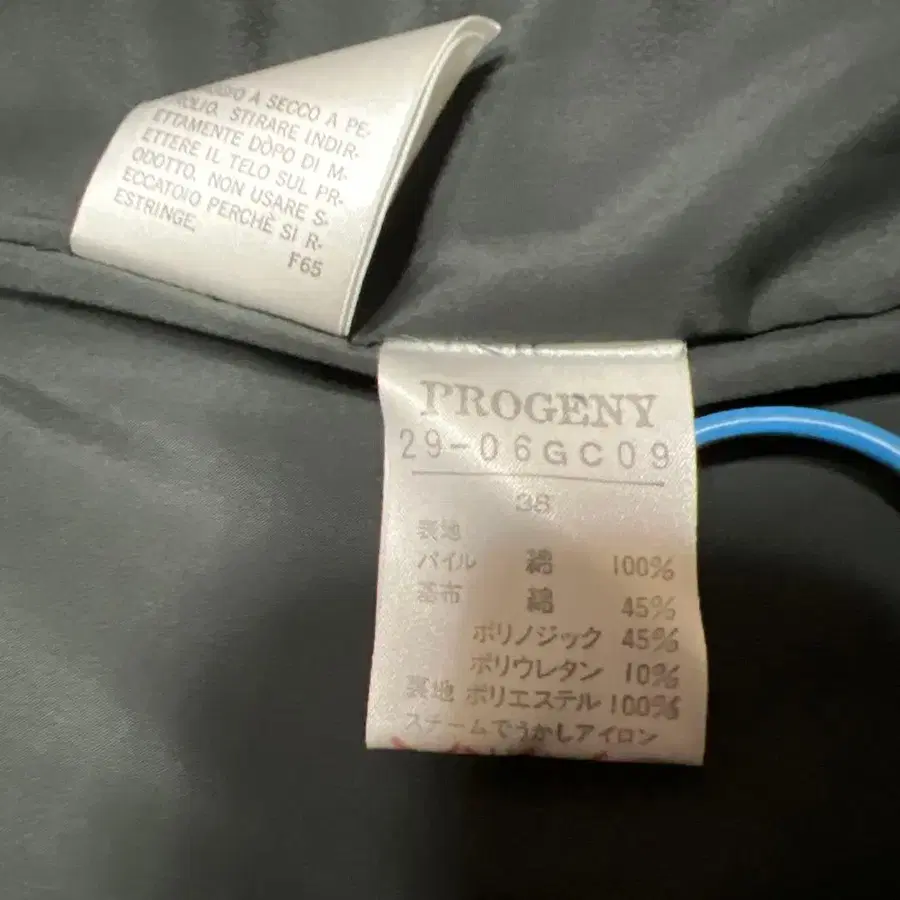 A SECCO A PE-
ROLIO. STIRARE INDIR-
ETTAMENTE DÒPO DI M-
ETTERE IL TELO SUL PR-
ODOTTO. NON USARE S-
ECCATOIO PERCHÈ SI R-
ESTRINGE.
F65
PROGENY
29-06GC09
38
表地
パイル 綿 100%
基布 綿 45%
ポリノジック 45%
ポリウレタン 10%
裏地 ポリエステル 100%
スチームでうかしアイロン